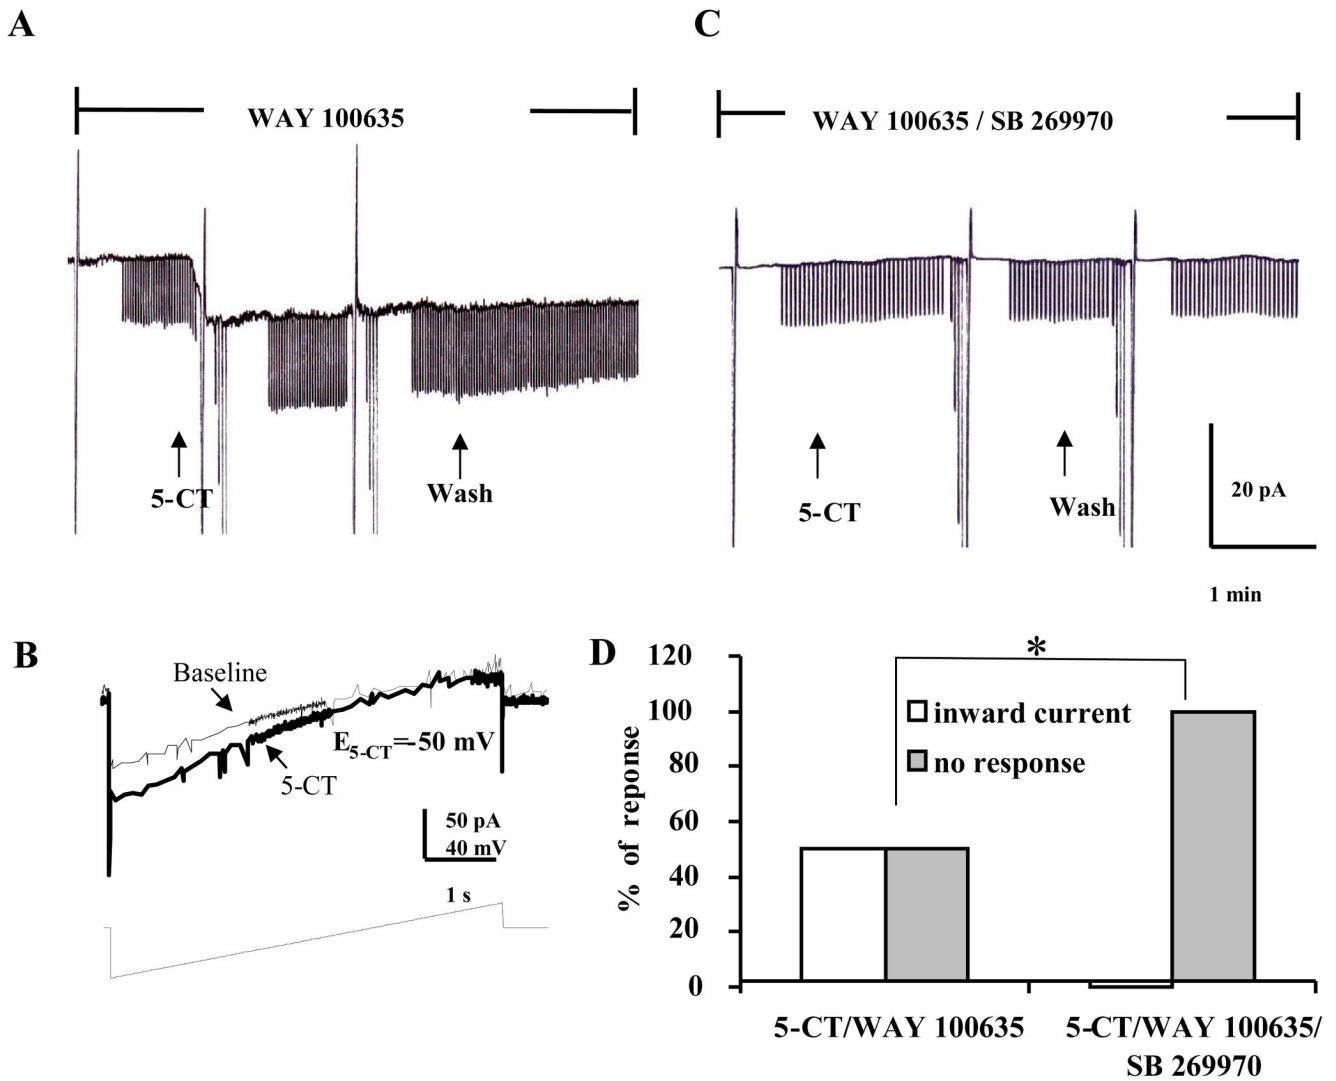 A
WAY 100635
5-CT
Wash
C
WAY 100635 / SB 269970
5-CT
Wash
20 pA
1 min
B
Baseline
E5-CT=-50 mV
5-CT
50 pA
40 mV
1 s
D
% of reponse
120
100
80
60
40
20
0
*
inward current
no response
5-CT/WAY 100635
5-CT/WAY 100635/
SB 269970